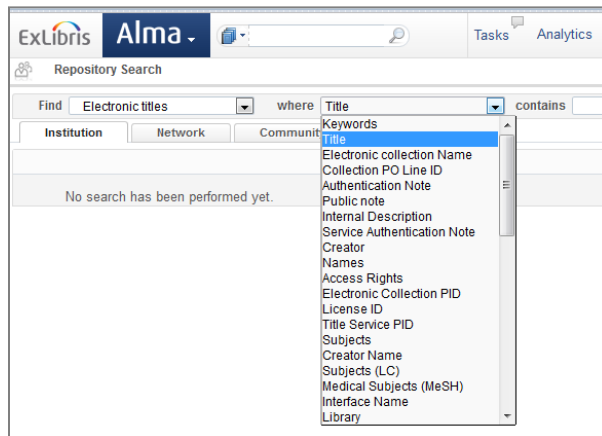 ExLibris Alma Tasks Analytics
Repository Search
Find Electronic titles where Title contains
Institution Network Communit
No search has been performed yet.
Keywords
Title
Electronic collection Name
Collection PO Line ID
Authentication Note
Public note
Internal Description
Service Authentication Note
Creator
Names
Access Rights
Electronic Collection PID
License ID
Title Service PID
Subjects
Creator Name
Subjects (LC)
Medical Subjects (MeSH)
Interface Name
Library